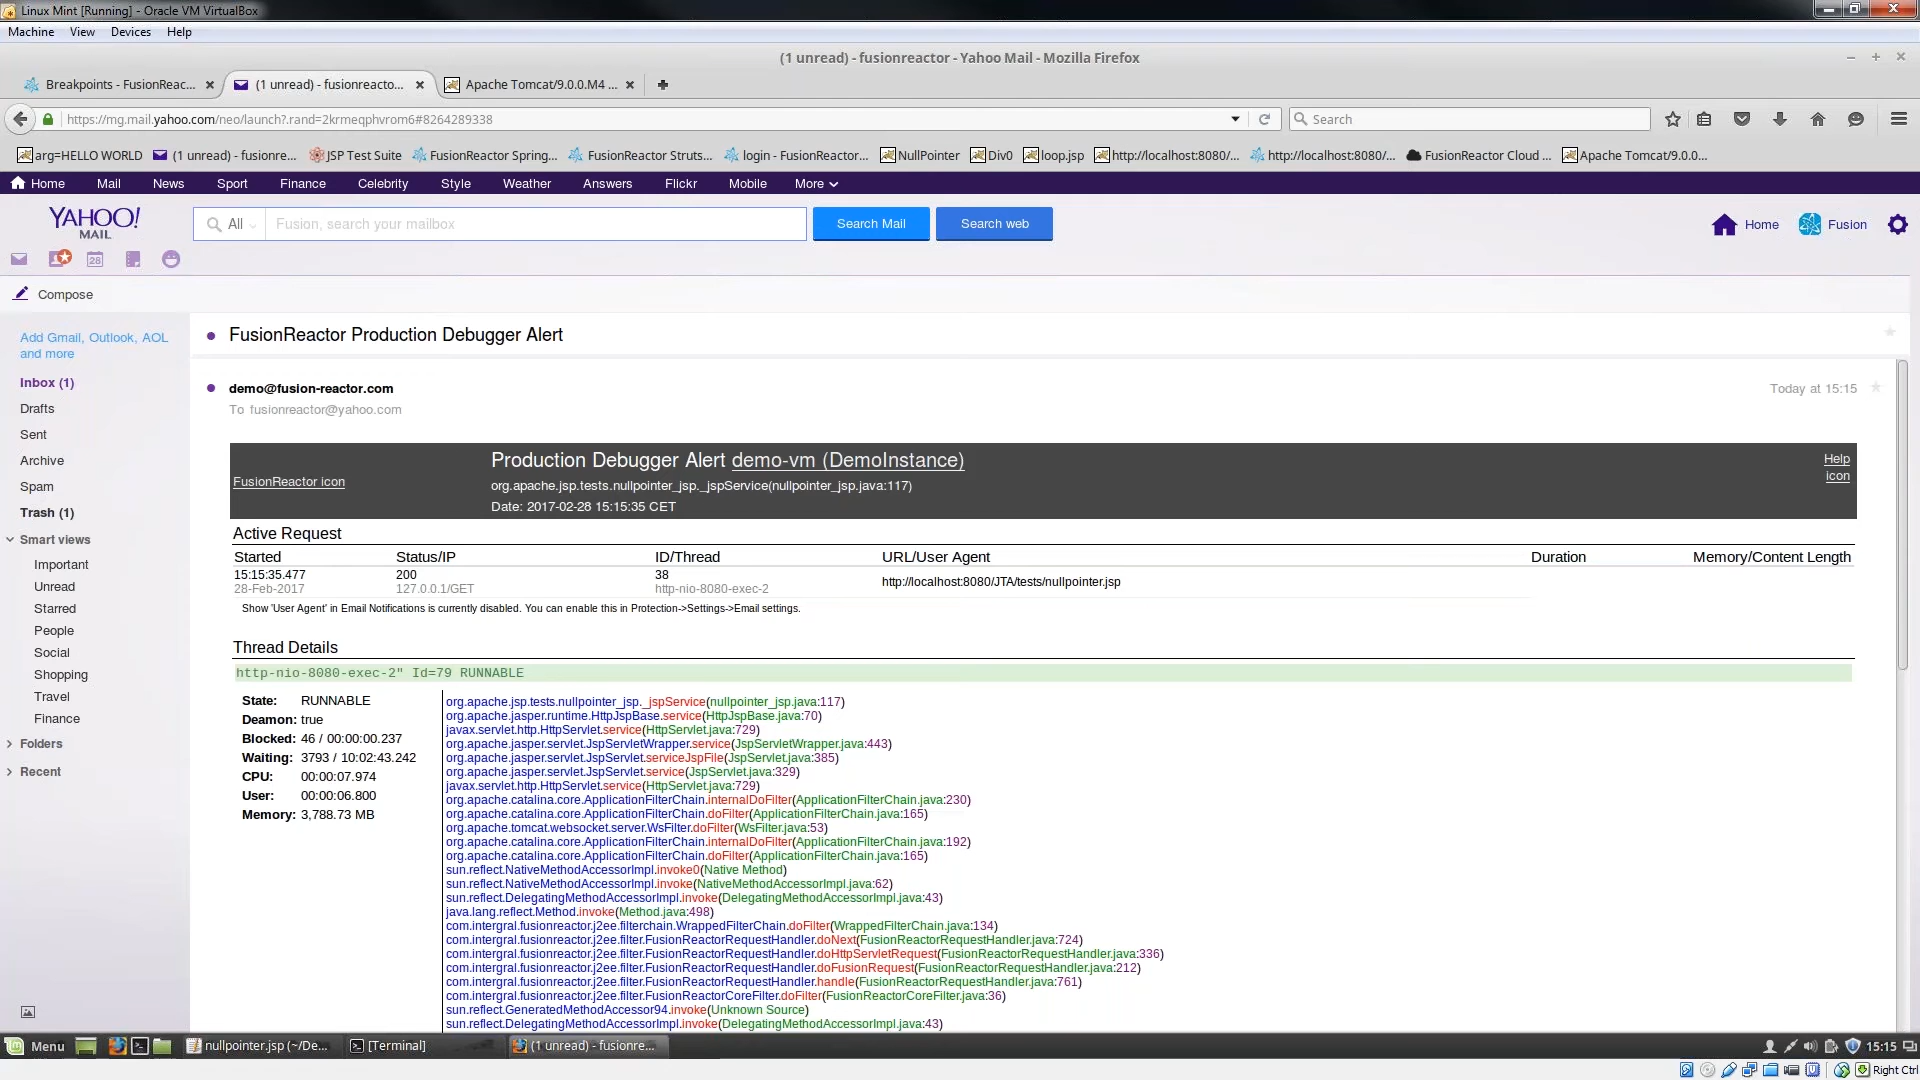 Linux Mint [Running] - Oracle VM VirtualBox
Machine View Devices Help
(1 unread) - fusionreactor - Yahoo Mail - Mozilla Firefox
Breakpoints - FusionReac... (1 unread) - fusionreacto... Apache Tomcat/9.0.0.M4 ...
https://mg.mail.yahoo.com/neo/launch?.rand=2krmeqphvrom6#8264289338 Search
arg=HELLO WORLD (1 unread) - fusionre... JSP Test Suite FusionReactor Spring... FusionReactor Struts... login - FusionReactor... NullPointer Div0 loop.jsp http://localhost:8080/... http://localhost:8080/... FusionReactor Cloud ... Apache Tomcat/9.0.0...
Home Mail News Sport Finance Celebrity Style Weather Answers Flickr Mobile More
YAHOO!
MAIL
All Fusion, search your mailbox Search Mail Search web Home Fusion
28
Compose
Add Gmail, Outlook, AOL
and more
Inbox (1)
Drafts
Sent
Archive
Spam
Trash (1)
Smart views
Important
Unread
Starred
People
Social
Shopping
Travel
Finance
Folders
Recent
FusionReactor Production Debugger Alert
demo@fusion-reactor.com Today at 15:15
To fusionreactor@yahoo.com
FusionReactor icon
Production Debugger Alert demo-vm (DemoInstance)
org.apache.jsp.tests.nullpointer_jsp._jspService(nullpointer_jsp.java:117)
Date: 2017-02-28 15:15:35 CET
Help
icon
Active Request
Started Status/IP ID/Thread URL/User Agent Duration Memory/Content Length
15:15:35.477 200 38 http://localhost:8080/JTA/tests/nullpointer.jsp
28-Feb-2017 127.0.0.1/GET http-nio-8080-exec-2
Show 'User Agent' in Email Notifications is currently disabled. You can enable this in Protection->Settings->Email settings.
Thread Details
http-nio-8080-exec-2" Id=79 RUNNABLE
State: RUNNABLE
Deamon: true
Blocked: 46 / 00:00:00.237
Waiting: 3793 / 10:02:43.242
CPU: 00:00:07.974
User: 00:00:06.800
Memory: 3,788.73 MB
org.apache.jsp.tests.nullpointer_jsp._jspService(nullpointer_jsp.java:117)
org.apache.jasper.runtime.HttpJspBase.service(HttpJspBase.java:70)
javax.servlet.http.HttpServlet.service(HttpServlet.java:729)
org.apache.jasper.servlet.JspServletWrapper.service(JspServletWrapper.java:443)
org.apache.jasper.servlet.JspServlet.serviceJspFile(JspServlet.java:385)
org.apache.jasper.servlet.JspServlet.service(JspServlet.java:329)
javax.servlet.http.HttpServlet.service(HttpServlet.java:729)
org.apache.catalina.core.ApplicationFilterChain.internalDoFilter(ApplicationFilterChain.java:230)
org.apache.catalina.core.ApplicationFilterChain.doFilter(ApplicationFilterChain.java:165)
org.apache.tomcat.websocket.server.WsFilter.doFilter(WsFilter.java:53)
org.apache.catalina.core.ApplicationFilterChain.internalDoFilter(ApplicationFilterChain.java:192)
org.apache.catalina.core.ApplicationFilterChain.doFilter(ApplicationFilterChain.java:165)
sun.reflect.NativeMethodAccessorImpl.invoke0(Native Method)
sun.reflect.NativeMethodAccessorImpl.invoke(NativeMethodAccessorImpl.java:62)
sun.reflect.DelegatingMethodAccessorImpl.invoke(DelegatingMethodAccessorImpl.java:43)
java.lang.reflect.Method.invoke(Method.java:498)
com.intergral.fusionreactor.j2ee.filterchain.WrappedFilterChain.doFilter(WrappedFilterChain.java:134)
com.intergral.fusionreactor.j2ee.filter.FusionReactorRequestHandler.doNext(FusionReactorRequestHandler.java:724)
com.intergral.fusionreactor.j2ee.filter.FusionReactorRequestHandler.doHttpServletRequest(FusionReactorRequestHandler.java:336)
com.intergral.fusionreactor.j2ee.filter.FusionReactorRequestHandler.doFusionRequest(FusionReactorRequestHandler.java:212)
com.intergral.fusionreactor.j2ee.filter.FusionReactorRequestHandler.handle(FusionReactorRequestHandler.java:761)
com.intergral.fusionreactor.j2ee.filter.FusionReactorCoreFilter.doFilter(FusionReactorCoreFilter.java:36)
sun.reflect.GeneratedMethodAccessor94.invoke(Unknown Source)
sun.reflect.DelegatingMethodAccessorImpl.invoke(DelegatingMethodAccessorImpl.java:43)
Menu nullpointer.jsp (~/De... [Terminal] (1 unread) - fusionre... 15:15
Right Ctrl